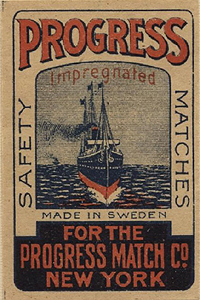 PROGRESS
Impregnated
SAFETY
MATCHES
MADE IN SWEDEN
FOR THE
PROGRESS MATCH Co.
NEW YORK